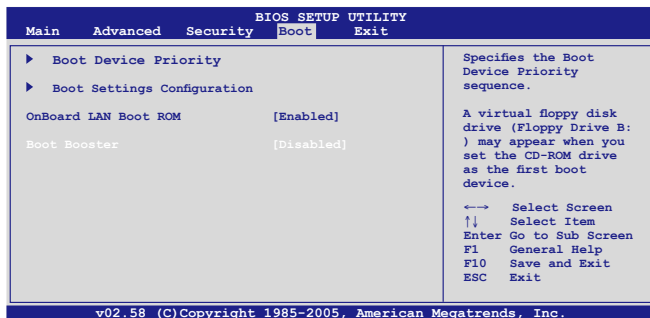 BIOS SETUP UTILITY
Main Advanced Security Boot Exit
Boot Device Priority
Boot Settings Configuration
OnBoard LAN Boot ROM [Enabled]
Boot Booster [Disabled]
Specifies the Boot
Device Priority
sequence.
A virtual floppy disk
drive (Floppy Drive B:
) may appear when you
set the CD-ROM drive
as the first boot
device.
←→ Select Screen
↑↓ Select Item
Enter Go to Sub Screen
F1 General Help
F10 Save and Exit
ESC Exit
v02.58 (C)Copyright 1985-2005, American Megatrends, Inc.